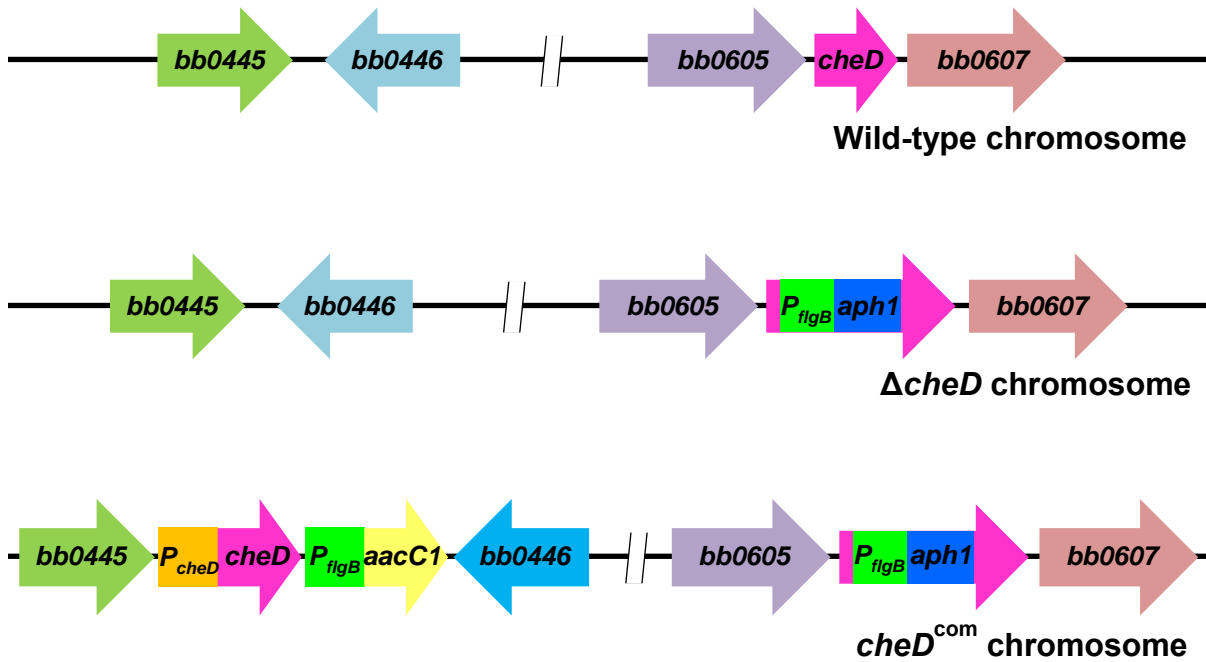 bb0445 bb0446 bb0605 cheD bb0607
Wild-type chromosome
bb0445 bb0446 bb0605 PflgB aph1 bb0607
ΔcheD chromosome
bb0445 PcheD cheD PflgB aacC1 bb0446 bb0605 PflgB aph1 bb0607
cheDcom chromosome